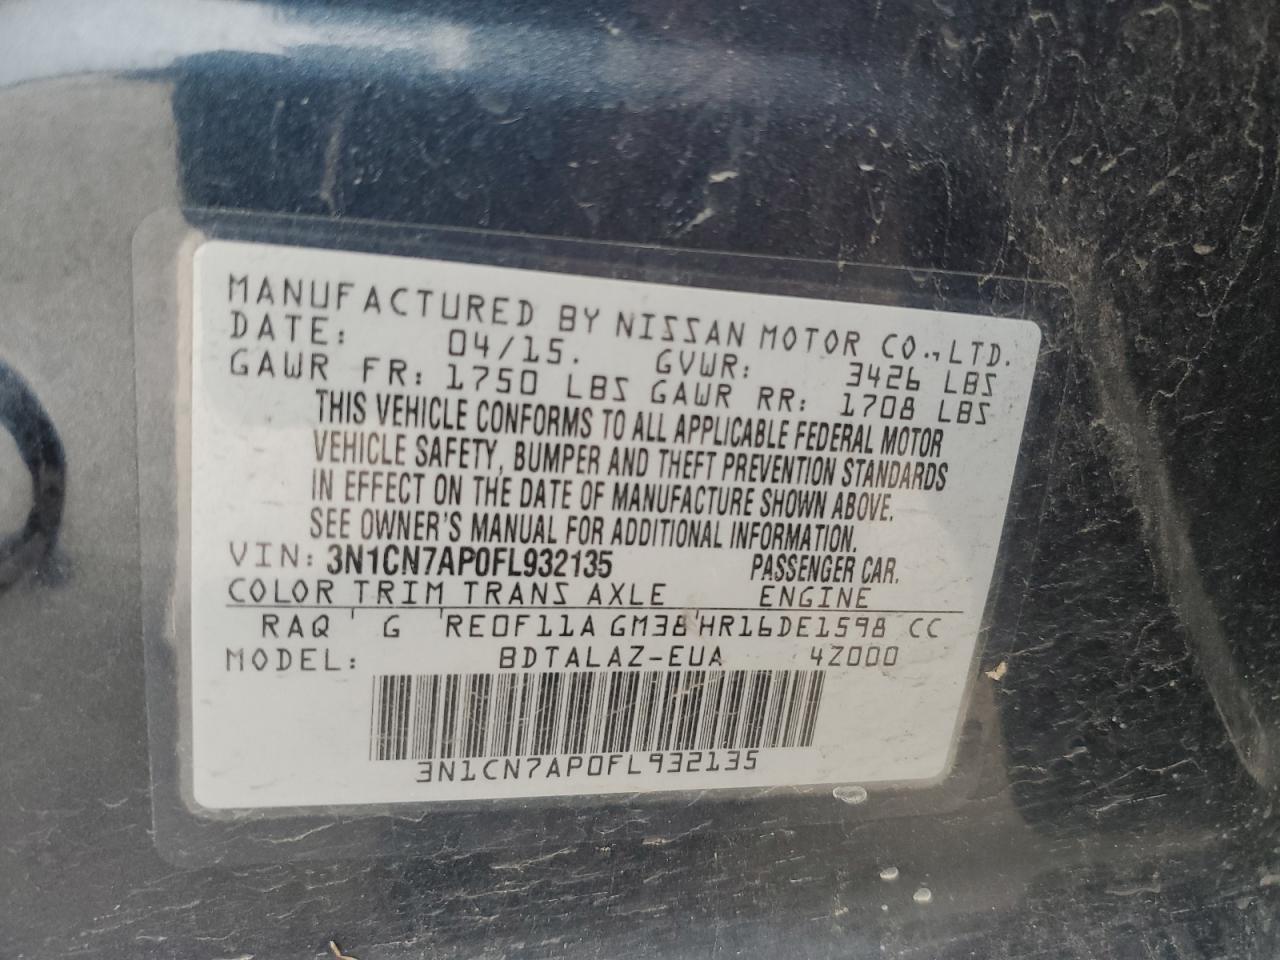 MANUFACTURED BY NISSAN MOTOR CO.,LTD.
DATE: 04/15. GVWR: 3426 LBS
GAWR FR: 1750 LBS GAWR RR: 1708 LBS
THIS VEHICLE CONFORMS TO ALL APPLICABLE FEDERAL MOTOR
VEHICLE SAFETY, BUMPER AND THEFT PREVENTION STANDARDS
IN EFFECT ON THE DATE OF MANUFACTURE SHOWN ABOVE.
SEE OWNER'S MANUAL FOR ADDITIONAL INFORMATION.
VIN: 3N1CN7AP0FL932135 PASSENGER CAR.
COLOR TRIM TRANS AXLE ENGINE
RAQ G RE0F11A GM38 HR16DE1598 CC
MODEL: BDTALAZ-EUA 4Z000
3N1CN7AP0FL932135